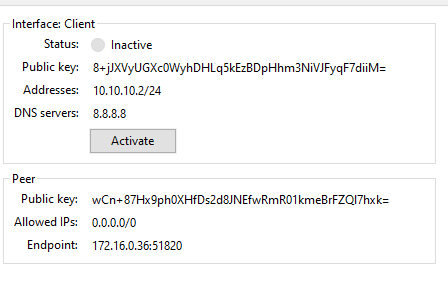 Interface: Client
Status: Inactive
Public key: 8+jJXVyUGXc0WyhDHLq5kEzBDpHhm3NiVJFyqF7diiM=
Addresses: 10.10.10.2/24
DNS servers: 8.8.8.8
Activate
Peer
Public key: wCn+87Hx9ph0XHfDs2d8JNEfwRmR01kmeBrFZQI7hxk=
Allowed IPs: 0.0.0.0/0
Endpoint: 172.16.0.36:51820